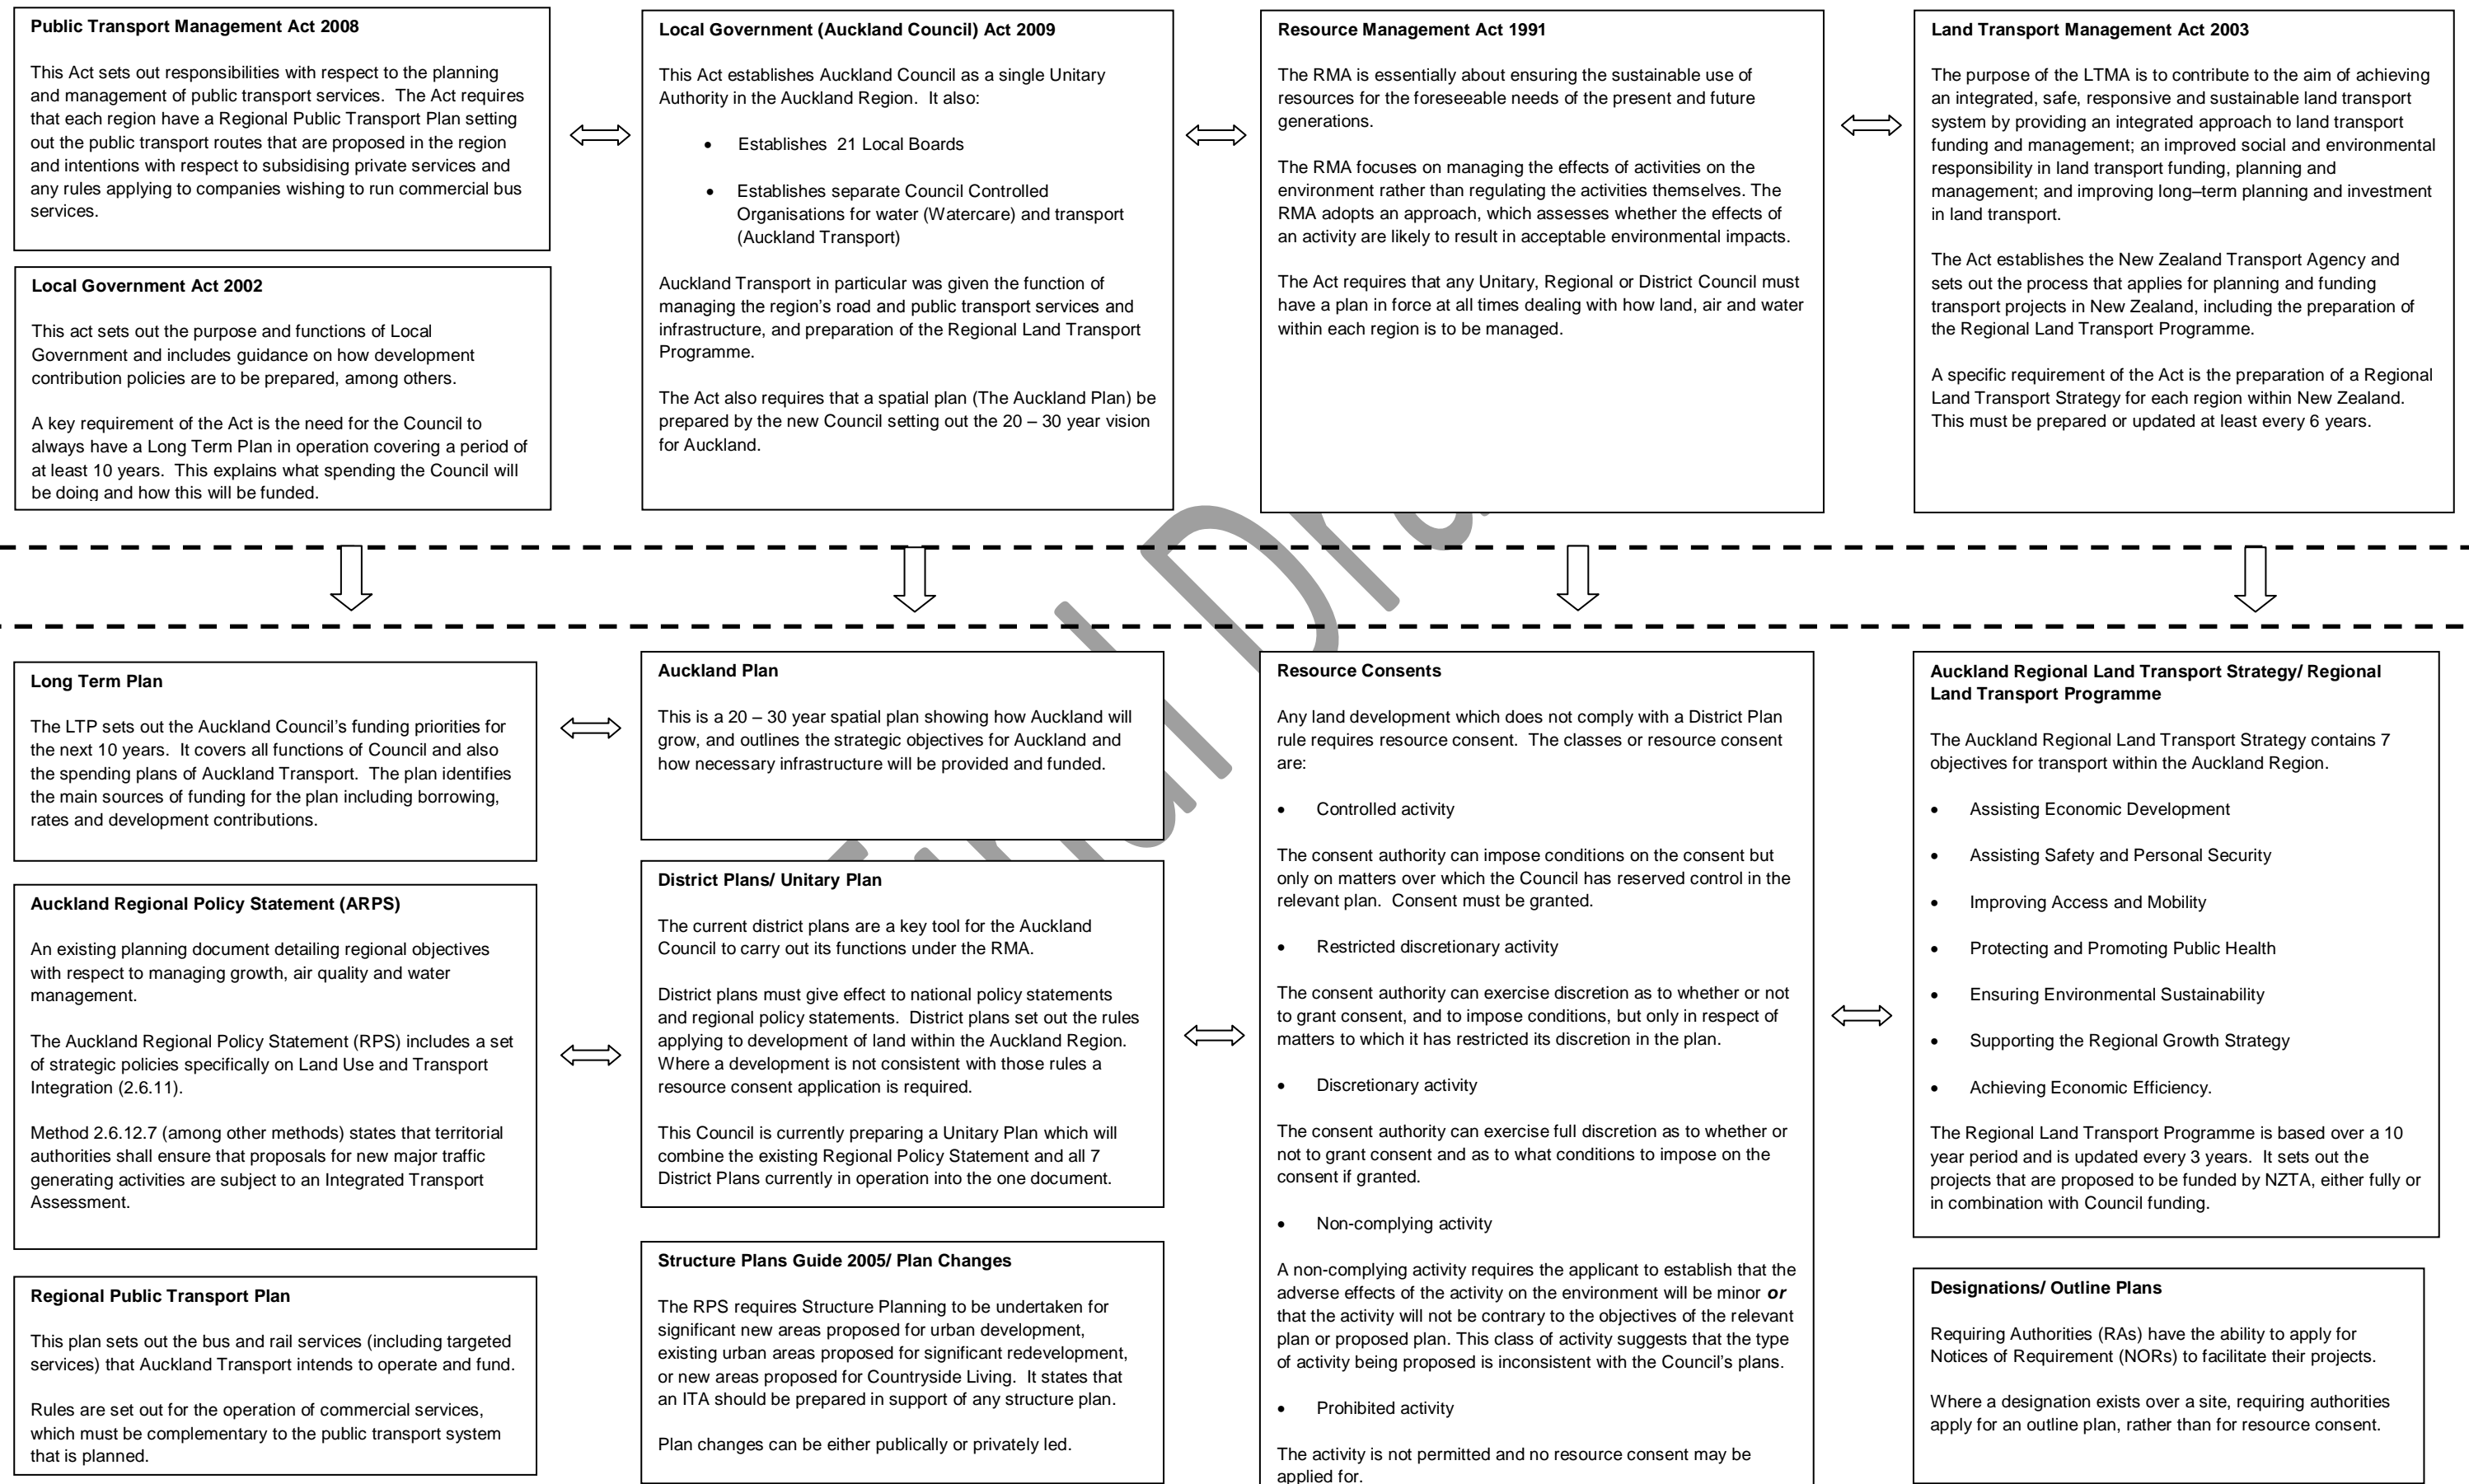 Public Transport Management Act 2008
This Act sets out responsibilities with respect to the planning
and management of public transport services. The Act requires
that each region have a Regional Public Transport Plan setting
out the public transport routes that are proposed in the region
and intentions with respect to subsidising private services and
any rules applying to companies wishing to run commercial bus
services.
Local Government Act 2002
This act sets out the purpose and functions of Local
Government and includes guidance on how development
contribution policies are to be prepared, among others.
A key requirement of the Act is the need for the Council to
always have a Long Term Plan in operation covering a period of
at least 10 years. This explains what spending the Council will
be doing and how this will be funded.
Local Government (Auckland Council) Act 2009
This Act establishes Auckland Council as a single Unitary
Authority in the Auckland Region. It also:
• Establishes 21 Local Boards
• Establishes separate Council Controlled
Organisations for water (Watercare) and transport
(Auckland Transport)
Auckland Transport in particular was given the function of
managing the region's road and public transport services and
infrastructure, and preparation of the Regional Land Transport
Programme.
The Act also requires that a spatial plan (The Auckland Plan) be
prepared by the new Council setting out the 20 – 30 year vision
for Auckland.
Resource Management Act 1991
The RMA is essentially about ensuring the sustainable use of
resources for the foreseeable needs of the present and future
generations.
The RMA focuses on managing the effects of activities on the
environment rather than regulating the activities themselves. The
RMA adopts an approach, which assesses whether the effects of
an activity are likely to result in acceptable environmental impacts.
The Act requires that any Unitary, Regional or District Council must
have a plan in force at all times dealing with how land, air and water
within each region is to be managed.
Land Transport Management Act 2003
The purpose of the LTMA is to contribute to the aim of achieving
an integrated, safe, responsive and sustainable land transport
system by providing an integrated approach to land transport
funding and management; an improved social and environmental
responsibility in land transport funding, planning and
management; and improving long–term planning and investment
in land transport.
The Act establishes the New Zealand Transport Agency and
sets out the process that applies for planning and funding
transport projects in New Zealand, including the preparation of
the Regional Land Transport Programme.
A specific requirement of the Act is the preparation of a Regional
Land Transport Strategy for each region within New Zealand.
This must be prepared or updated at least every 6 years.
Long Term Plan
The LTP sets out the Auckland Council's funding priorities for
the next 10 years. It covers all functions of Council and also
the spending plans of Auckland Transport. The plan identifies
the main sources of funding for the plan including borrowing,
rates and development contributions.
Auckland Regional Policy Statement (ARPS)
An existing planning document detailing regional objectives
with respect to managing growth, air quality and water
management.
The Auckland Regional Policy Statement (RPS) includes a set
of strategic policies specifically on Land Use and Transport
Integration (2.6.11).
Method 2.6.12.7 (among other methods) states that territorial
authorities shall ensure that proposals for new major traffic
generating activities are subject to an Integrated Transport
Assessment.
Regional Public Transport Plan
This plan sets out the bus and rail services (including targeted
services) that Auckland Transport intends to operate and fund.
Rules are set out for the operation of commercial services,
which must be complementary to the public transport system
that is planned.
Auckland Plan
This is a 20 – 30 year spatial plan showing how Auckland will
grow, and outlines the strategic objectives for Auckland and
how necessary infrastructure will be provided and funded.
District Plans/ Unitary Plan
The current district plans are a key tool for the Auckland
Council to carry out its functions under the RMA.
District plans must give effect to national policy statements
and regional policy statements. District plans set out the rules
applying to development of land within the Auckland Region.
Where a development is not consistent with those rules a
resource consent application is required.
This Council is currently preparing a Unitary Plan which will
combine the existing Regional Policy Statement and all 7
District Plans currently in operation into the one document.
Structure Plans Guide 2005/ Plan Changes
The RPS requires Structure Planning to be undertaken for
significant new areas proposed for urban development,
existing urban areas proposed for significant redevelopment,
or new areas proposed for Countryside Living. It states that
an ITA should be prepared in support of any structure plan.
Plan changes can be either publically or privately led.
Resource Consents
Any land development which does not comply with a District Plan
rule requires resource consent. The classes or resource consent
are:
• Controlled activity
The consent authority can impose conditions on the consent but
only on matters over which the Council has reserved control in the
relevant plan. Consent must be granted.
• Restricted discretionary activity
The consent authority can exercise discretion as to whether or not
to grant consent, and to impose conditions, but only in respect of
matters to which it has restricted its discretion in the plan.
• Discretionary activity
The consent authority can exercise full discretion as to whether or
not to grant consent and as to what conditions to impose on the
consent if granted.
• Non-complying activity
A non-complying activity requires the applicant to establish that the
adverse effects of the activity on the environment will be minor or
that the activity will not be contrary to the objectives of the relevant
plan or proposed plan. This class of activity suggests that the type
of activity being proposed is inconsistent with the Council's plans.
• Prohibited activity
The activity is not permitted and no resource consent may be
applied for.
Auckland Regional Land Transport Strategy/ Regional
Land Transport Programme
The Auckland Regional Land Transport Strategy contains 7
objectives for transport within the Auckland Region.
• Assisting Economic Development
• Assisting Safety and Personal Security
• Improving Access and Mobility
• Protecting and Promoting Public Health
• Ensuring Environmental Sustainability
• Supporting the Regional Growth Strategy
• Achieving Economic Efficiency.
The Regional Land Transport Programme is based over a 10
year period and is updated every 3 years. It sets out the
projects that are proposed to be funded by NZTA, either fully or
in combination with Council funding.
Designations/ Outline Plans
Requiring Authorities (RAs) have the ability to apply for
Notices of Requirement (NORs) to facilitate their projects.
Where a designation exists over a site, requiring authorities
apply for an outline plan, rather than for resource consent.